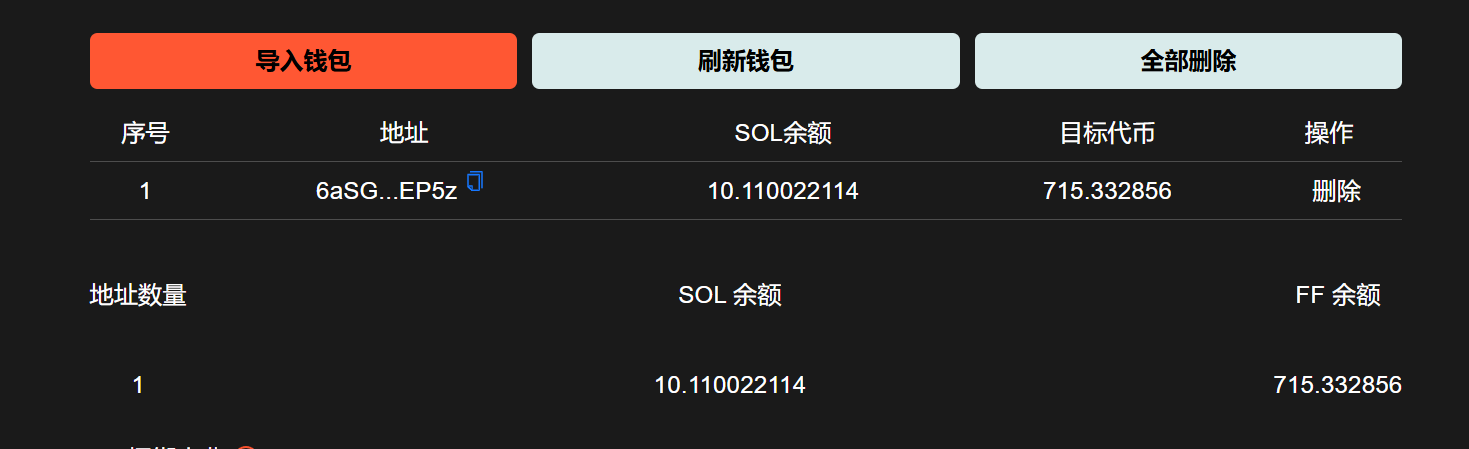 导入钱包 刷新钱包 全部删除
序号 地址 SOL余额 目标代币 操作
1 6aSG...EP5z 10.110022114 715.332856 删除
地址数量 SOL 余额 FF 余额
1 10.110022114 715.332856